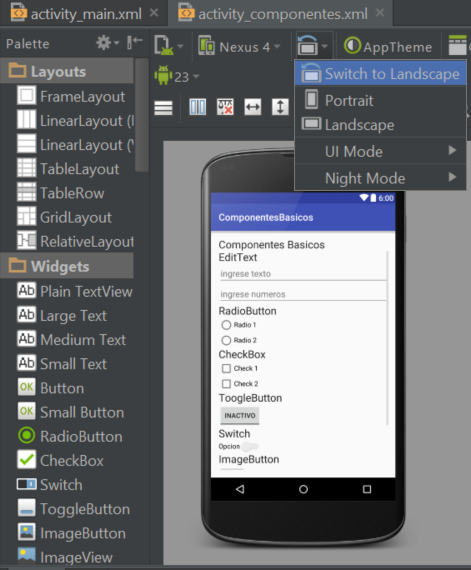 activity_main.xml
activity_componentes.xml
Palette
Nexus 4
AppTheme
23
Switch to Landscape
Portrait
Landscape
UI Mode
Night Mode
Layouts
FrameLayout
LinearLayout (
LinearLayout (
TableLayout
TableRow
GridLayout
RelativeLayout
Widgets
Plain TextView
Large Text
Medium Text
Small Text
Button
Small Button
RadioButton
CheckBox
Switch
ToggleButton
ImageButton
ImageView
6:00
ComponentesBasicos
Componentes Basicos
EditText
ingrese texto
ingrese numeros
RadioButton
Radio 1
Radio 2
CheckBox
Check 1
Check 2
ToogleButton
INACTIVO
Switch
Opcion
ImageButton